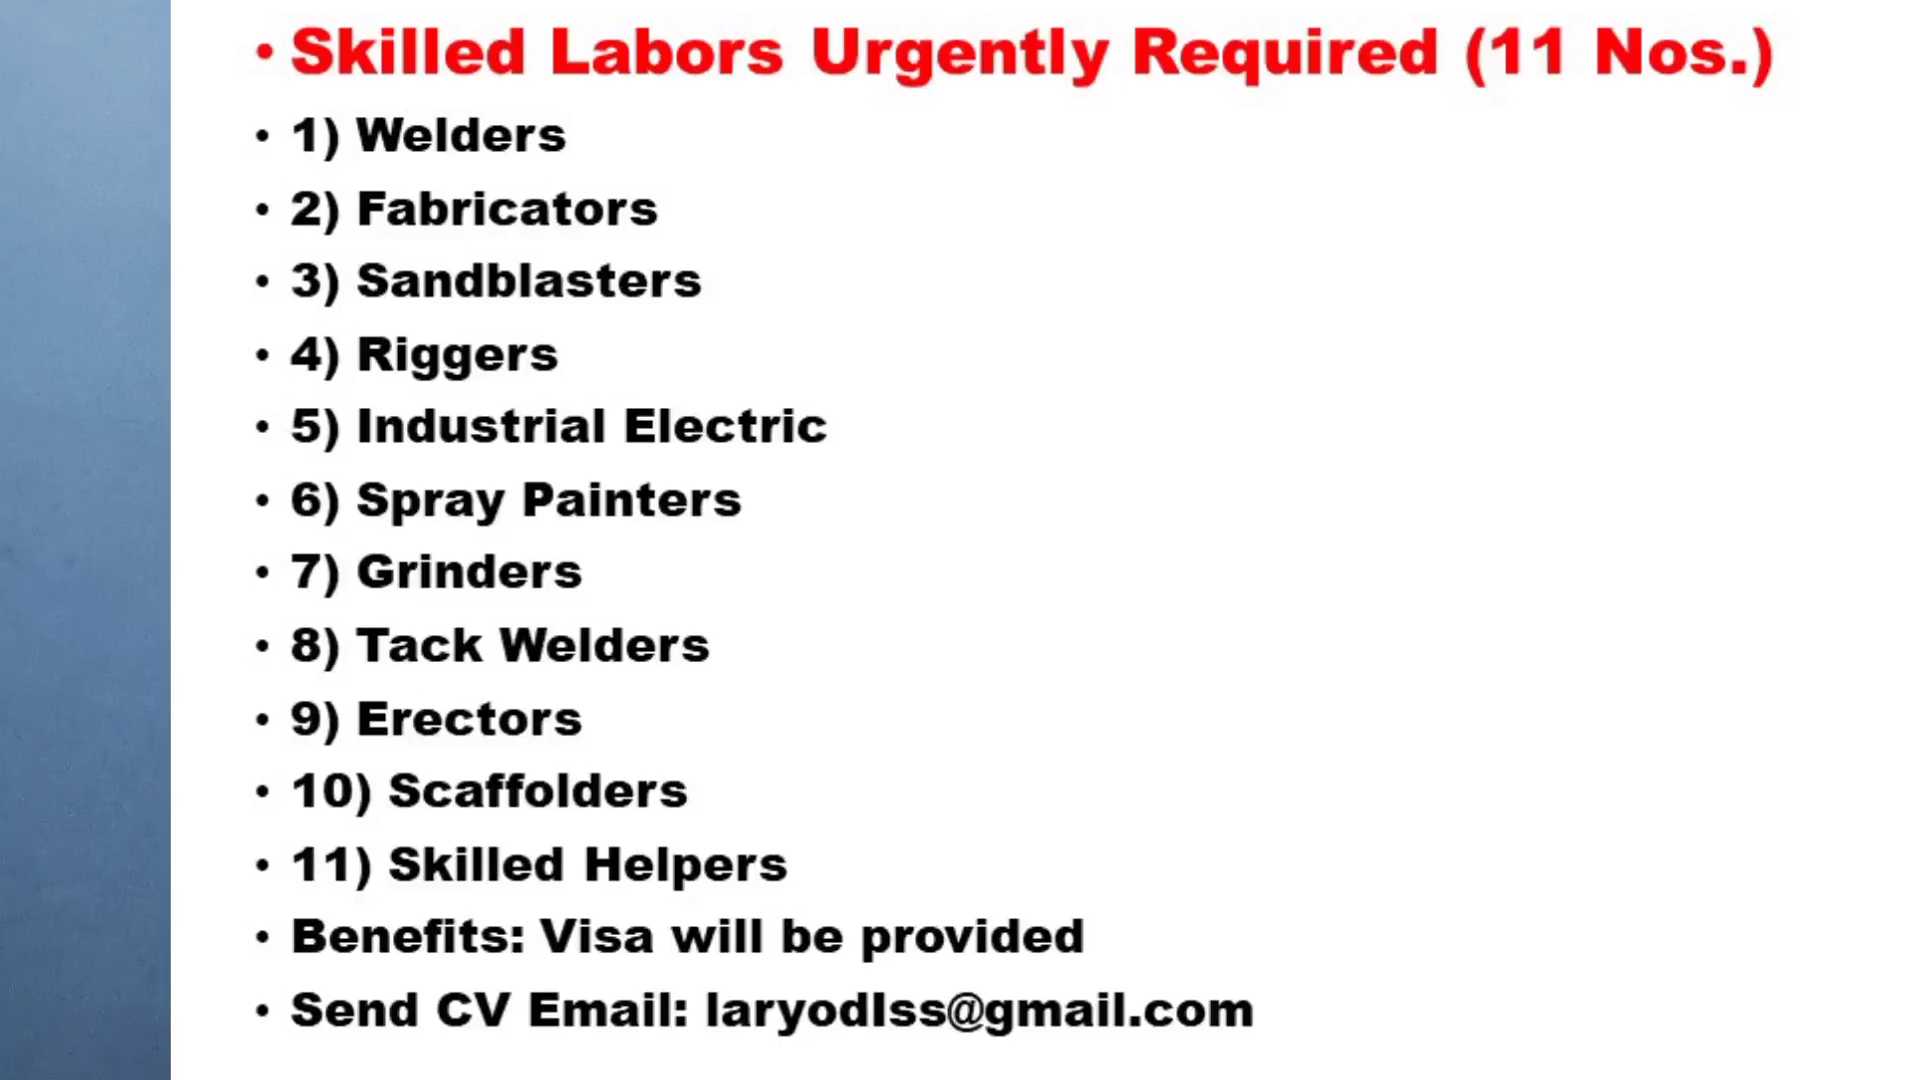 • Skilled Labors Urgently Required (11 Nos.)
• 1) Welders
• 2) Fabricators
• 3) Sandblasters
• 4) Riggers
• 5) Industrial Electric
• 6) Spray Painters
• 7) Grinders
• 8) Tack Welders
• 9) Erectors
• 10) Scaffolders
• 11) Skilled Helpers
• Benefits: Visa will be provided
• Send CV Email: laryodlss@gmail.com